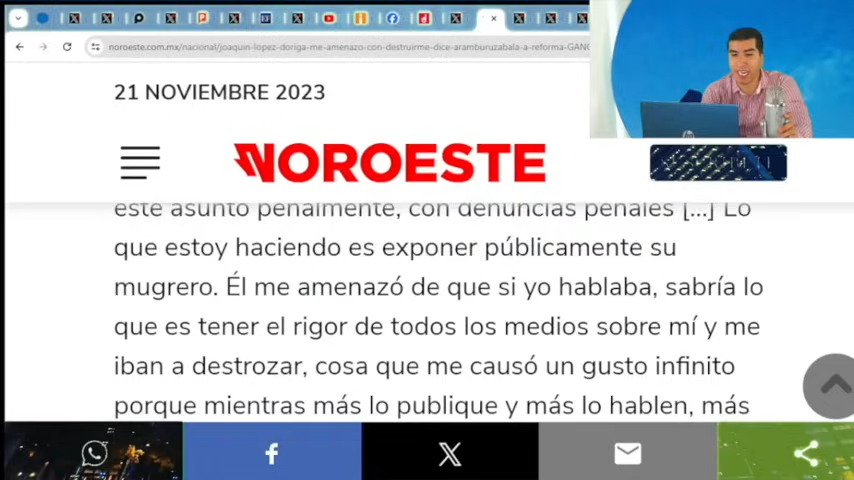 noroeste.com.mx/nacional/joaquin-lopez-doriga-me-amenazo-con-destruirme-dice-aramburuzabala-a-reforma-GANC
21 NOVIEMBRE 2023
NOROESTE
este asunto penalmente, con denuncias penales [...] Lo
que estoy haciendo es exponer públicamente su
mugrero. Él me amenazó de que si yo hablaba, sabría lo
que es tener el rigor de todos los medios sobre mí y me
iban a destrozar, cosa que me causó un gusto infinito
porque mientras más lo publique y más lo hablen, más